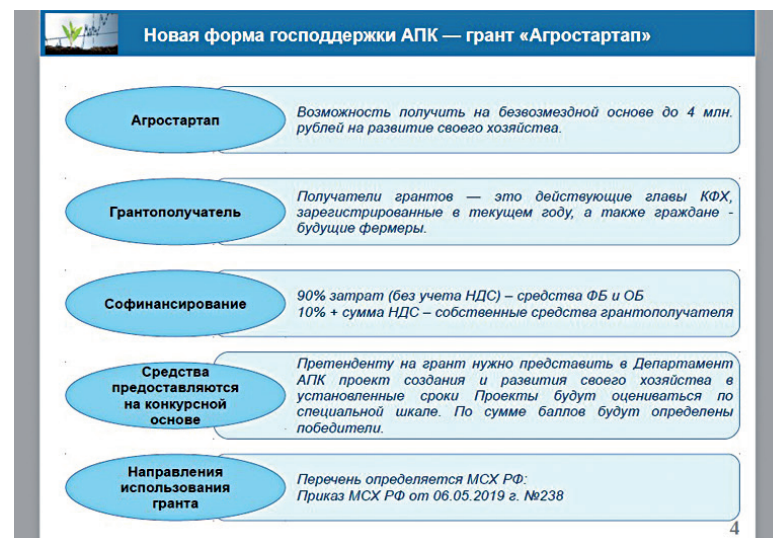 Новая форма господдержки АПК — грант «Агростартап»
Агростартап
Возможность получить на безвозмездной основе до 4 млн.
рублей на развитие своего хозяйства.
Грантополучатель
Получатели грантов — это действующие главы КФХ,
зарегистрированные в текущем году, а также граждане -
будущие фермеры.
Софинансирование
90% затрат (без учета НДС) – средства ФБ и ОБ
10% + сумма НДС – собственные средства грантополучателя
Средства
предоставляются
на конкурсной
основе
Претенденту на грант нужно представить в Департамент
АПК проект создания и развития своего хозяйства в
установленные сроки Проекты будут оцениваться по
специальной шкале. По сумме баллов будут определены
победители.
Направления
использования
гранта
Перечень определяется МСХ РФ:
Приказ МСХ РФ от 06.05.2019 г. №238
4